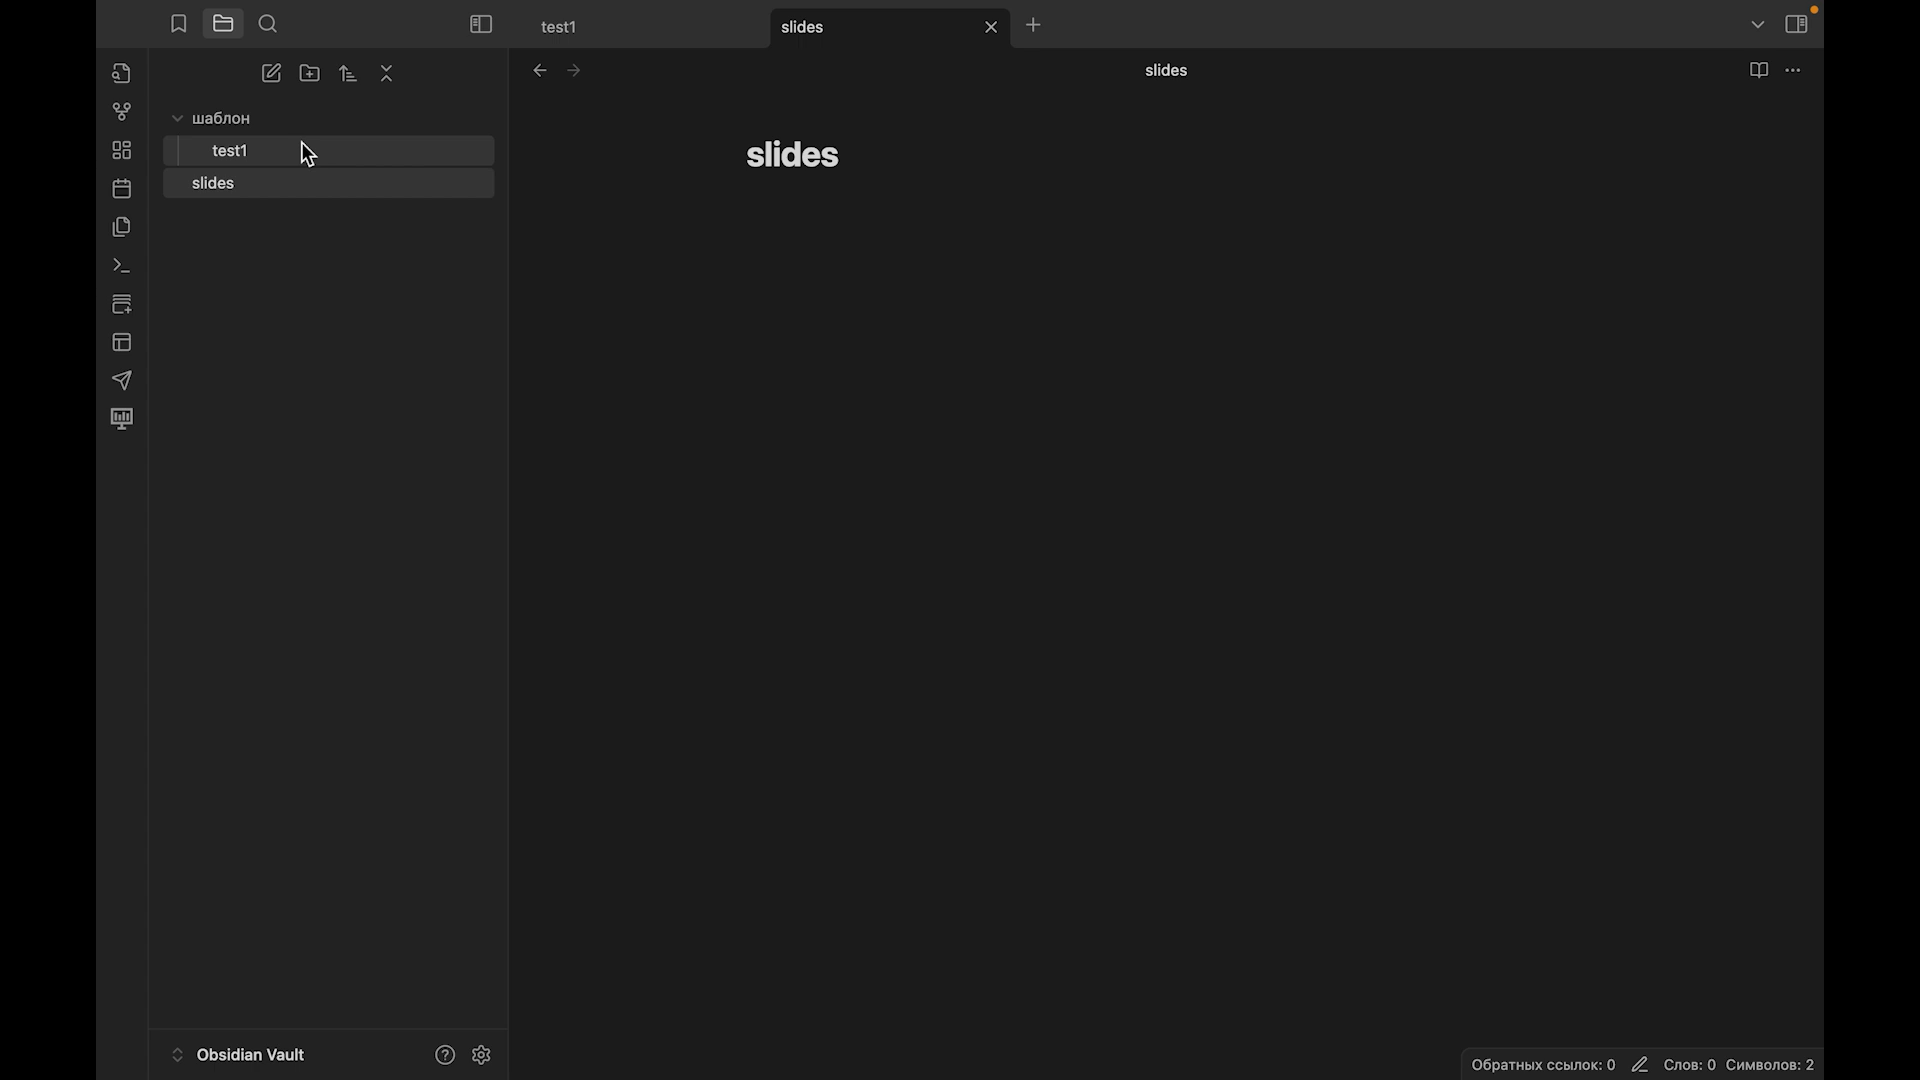 test1
slides
slides
шаблон
test1
slides
slides
Obsidian Vault
Обратных ссылок: 0
Слов: 0
Символов: 2